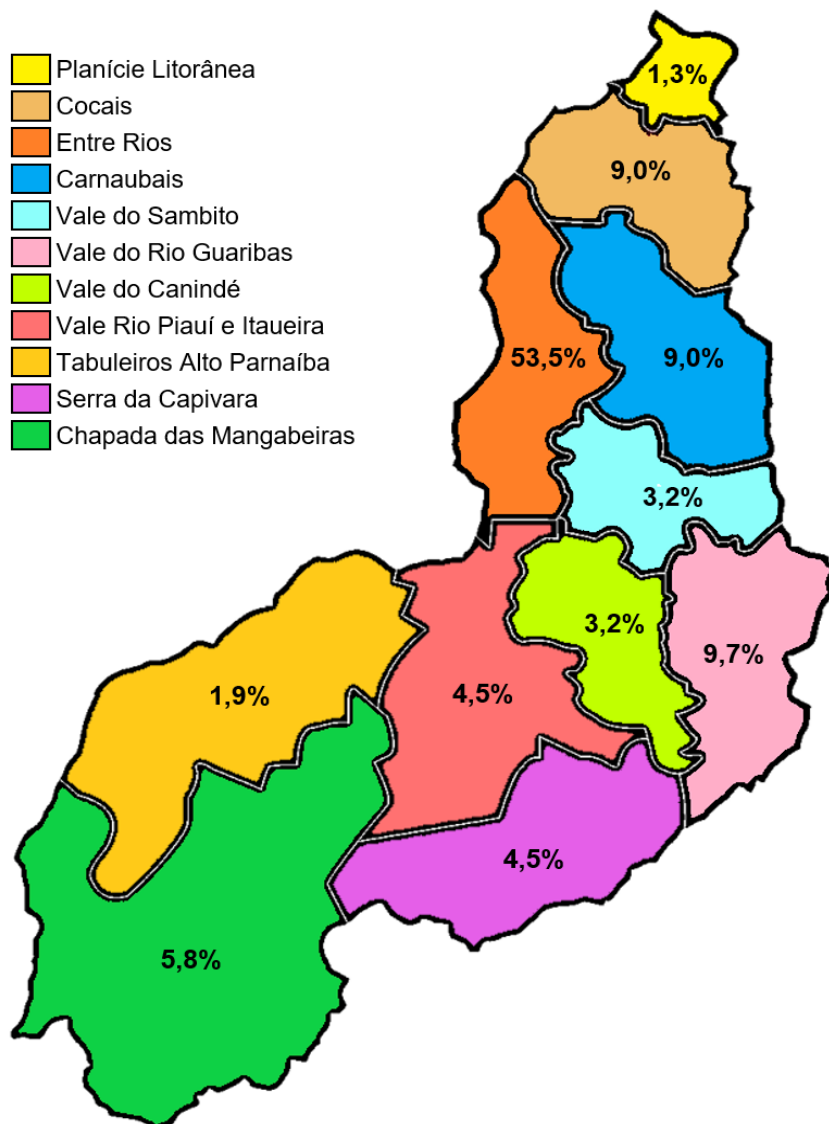 Planície Litorânea
Cocais
Entre Rios
Carnaubais
Vale do Sambito
Vale do Rio Guaribas
Vale do Canindé
Vale Rio Piauí e Itaueira
Tabuleiros Alto Parnaíba
Serra da Capivara
Chapada das Mangabeiras
1,3%
9,0%
53,5%
9,0%
3,2%
3,2%
9,7%
1,9%
4,5%
4,5%
5,8%